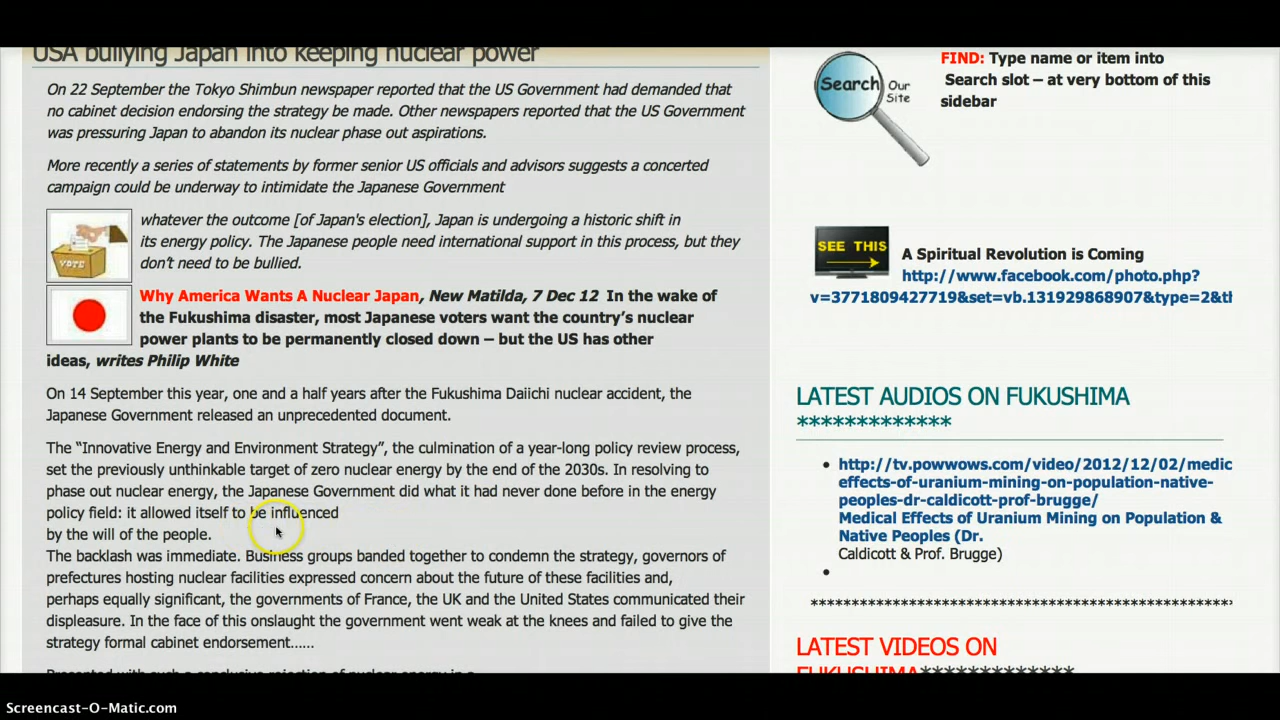 USA bullying Japan into keeping nuclear power
On 22 September the Tokyo Shimbun newspaper reported that the US Government had demanded that
no cabinet decision endorsing the strategy be made. Other newspapers reported that the US Government
was pressuring Japan to abandon its nuclear phase out aspirations.
More recently a series of statements by former senior US officials and advisors suggests a concerted
campaign could be underway to intimidate the Japanese Government
VOTE
whatever the outcome [of Japan's election], Japan is undergoing a historic shift in
its energy policy. The Japanese people need international support in this process, but they
don't need to be bullied.
Why America Wants A Nuclear Japan, New Matilda, 7 Dec 12 In the wake of
the Fukushima disaster, most Japanese voters want the country's nuclear
power plants to be permanently closed down – but the US has other
ideas, writes Philip White
On 14 September this year, one and a half years after the Fukushima Daiichi nuclear accident, the
Japanese Government released an unprecedented document.
The "Innovative Energy and Environment Strategy", the culmination of a year-long policy review process,
set the previously unthinkable target of zero nuclear energy by the end of the 2030s. In resolving to
phase out nuclear energy, the Japanese Government did what it had never done before in the energy
policy field: it allowed itself to be influenced
by the will of the people.
The backlash was immediate. Business groups banded together to condemn the strategy, governors of
prefectures hosting nuclear facilities expressed concern about the future of these facilities and,
perhaps equally significant, the governments of France, the UK and the United States communicated their
displeasure. In the face of this onslaught the government went weak at the knees and failed to give the
strategy formal cabinet endorsement……
Presented with such a conclusive rejection of nuclear energy in a
Search Our
Site
FIND: Type name or item into
Search slot – at very bottom of this
sidebar
SEE THIS
A Spiritual Revolution is Coming
http://www.facebook.com/photo.php?
v=3771809427719&set=vb.131929868907&type=2&tl
LATEST AUDIOS ON FUKUSHIMA
*************
http://tv.powwows.com/video/2012/12/02/medic
effects-of-uranium-mining-on-population-native-
peoples-dr-caldicott-prof-brugge/
Medical Effects of Uranium Mining on Population &
Native Peoples (Dr.
Caldicott & Prof. Brugge)
******************************************************
LATEST VIDEOS ON
FUKUSHIMA*************
Screencast-O-Matic.com